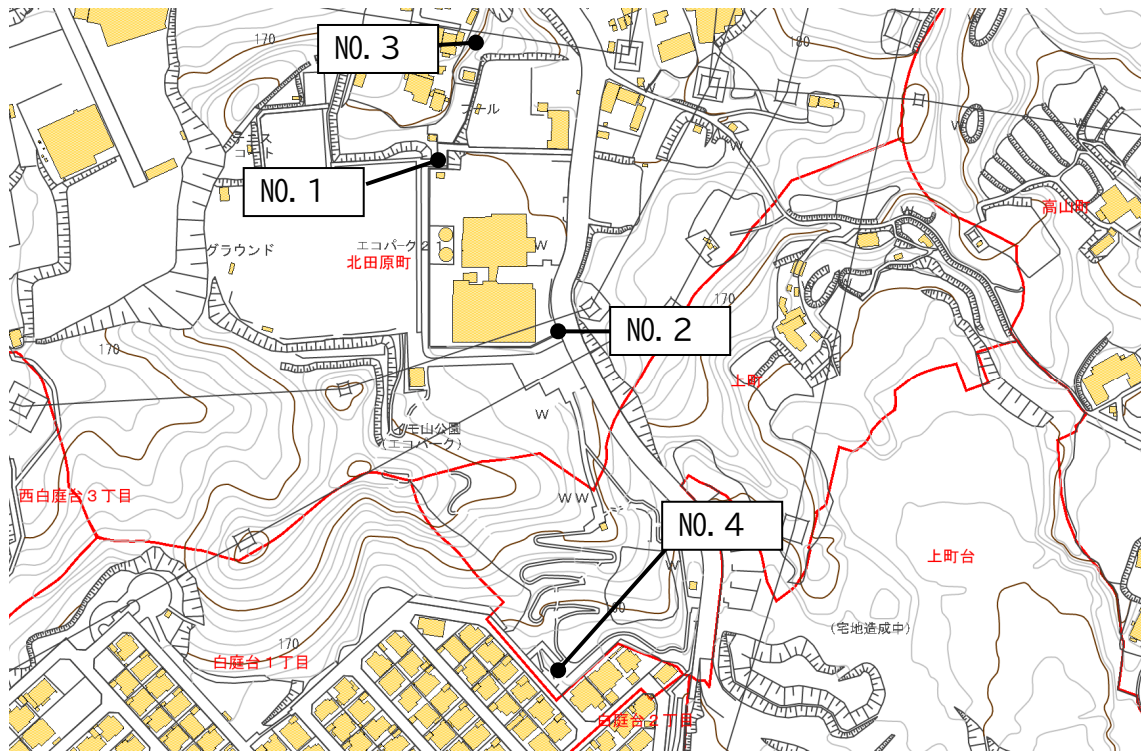 170
180
NO. 3
プール
W
W
W
テニス
コート
NO. 1
高山町
W
グラウンド
エコパーク21
W
北田原町
170
NO. 2
170
上町
W
モ山公園
(エコパーク)
西白庭台3丁目
W W
NO. 4
W
上町台
(宅地造成中)
170
白庭台1丁目
白庭台2丁目